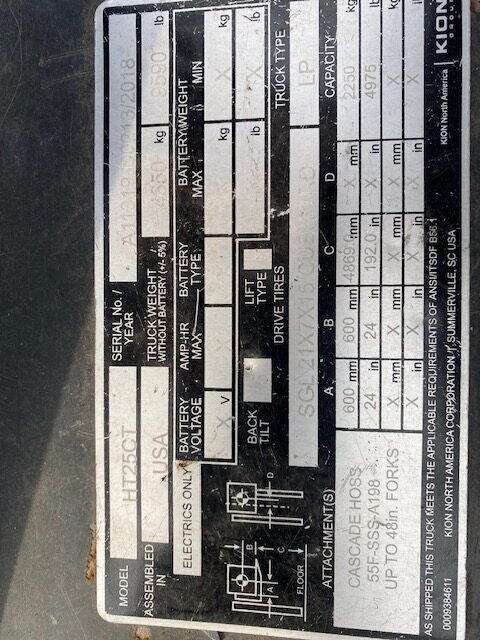 MODEL HT25CT SERIAL No. / YEAR
ASSEMBLED IN USA TRUCK WEIGHT WITHOUT BATTERY (+/- 5%) lb kg
ELECTRICS ONLY BATTERY VOLTAGE X V AMP-HR MAX BATTERY TYPE BATTERY WEIGHT MAX kg lb MIN X kg X lb
BACK TILT LIFT TYPE DRIVE TIRES TRUCK TYPE LP
A B C FLOOR D
ATTACHMENT(S) A B C D CAPACITY
CASCADE HOSS 600 mm 600 mm mm X mm 2250 kg
55F-SSS-A198 24 in 24 in 192.0 in X in 4975 lb
UP TO 48in. FORKS X mm X mm X mm X mm X kg
X in X in X in X in X lb
AS SHIPPED THIS TRUCK MEETS THE APPLICABLE REQUIREMENTS OF ANSI/ITSDF B56.1
0009384611 KION NORTH AMERICA CORPORATION / SUMMERVILLE, SC USA
KION North America KION GROUP